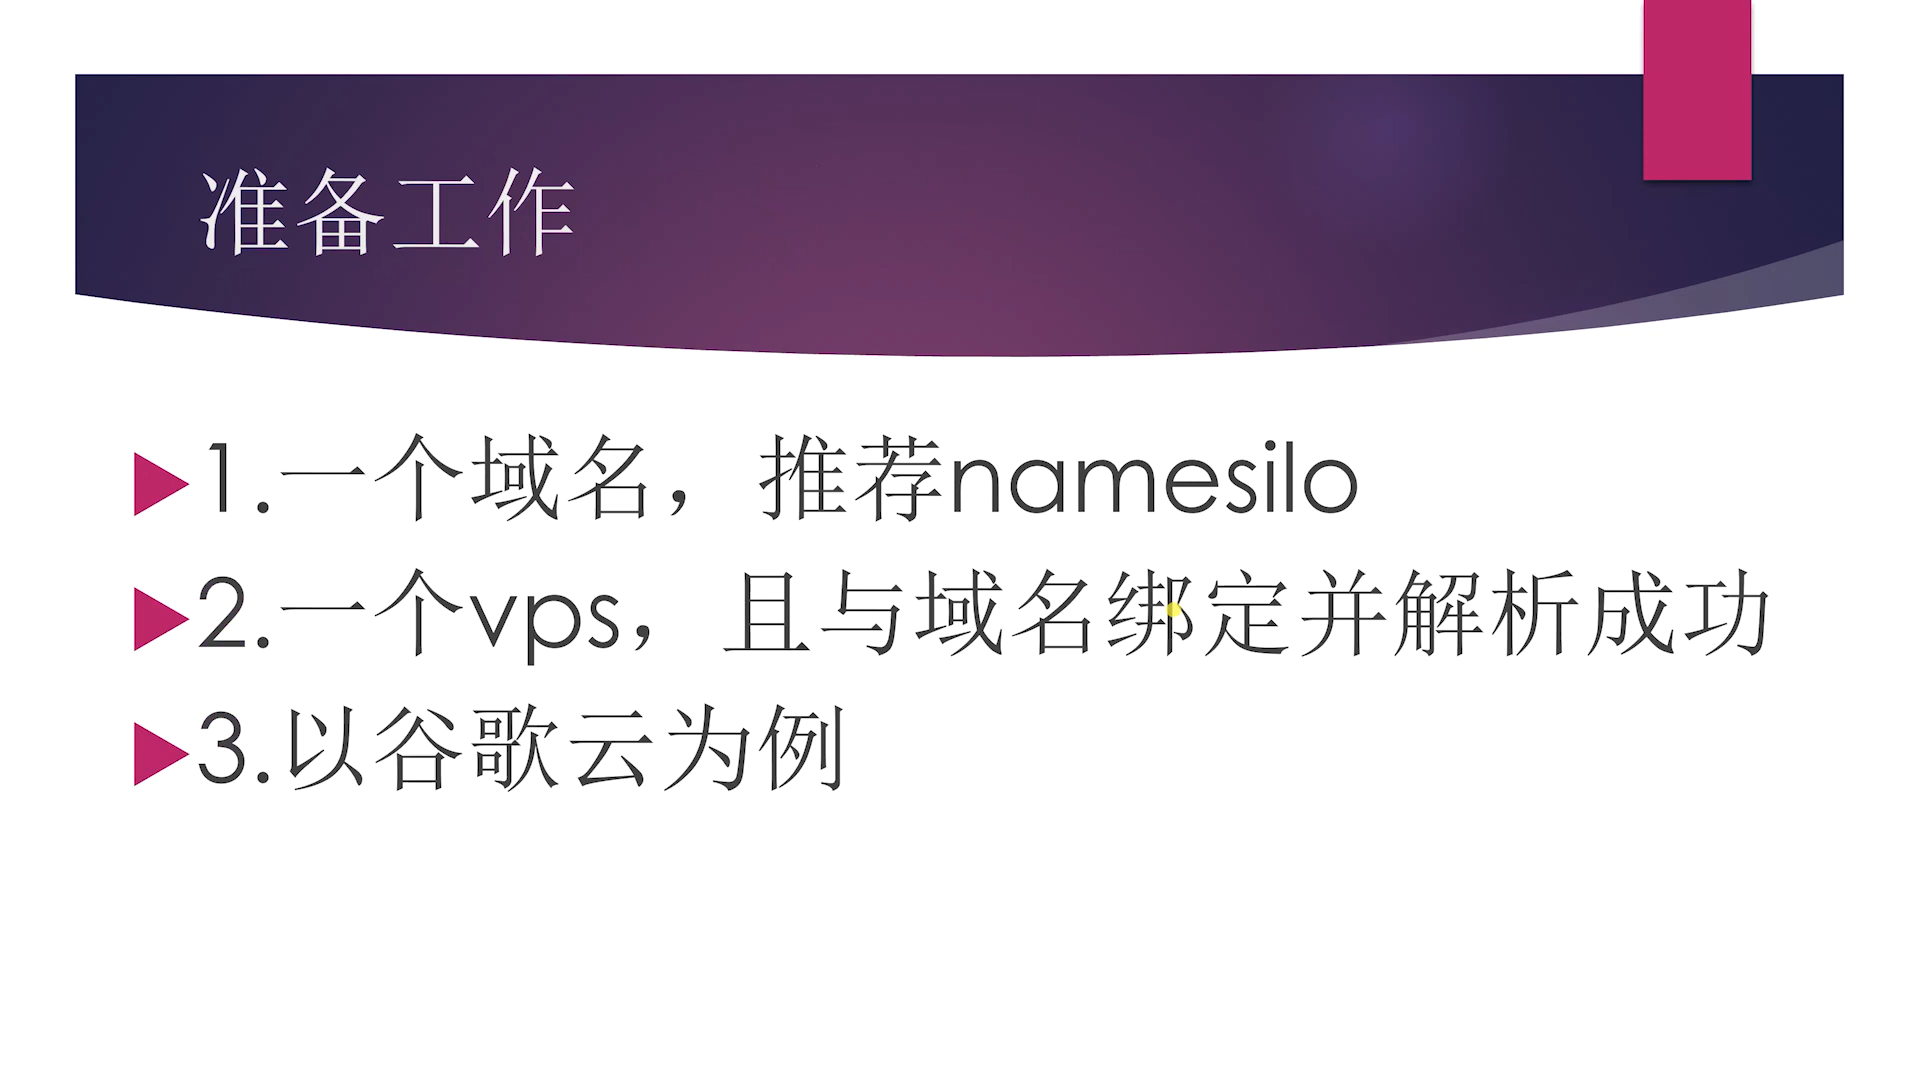 准备工作
1.一个域名，推荐namesilo
2.一个vps，且与域名绑定并解析成功
3.以谷歌云为例